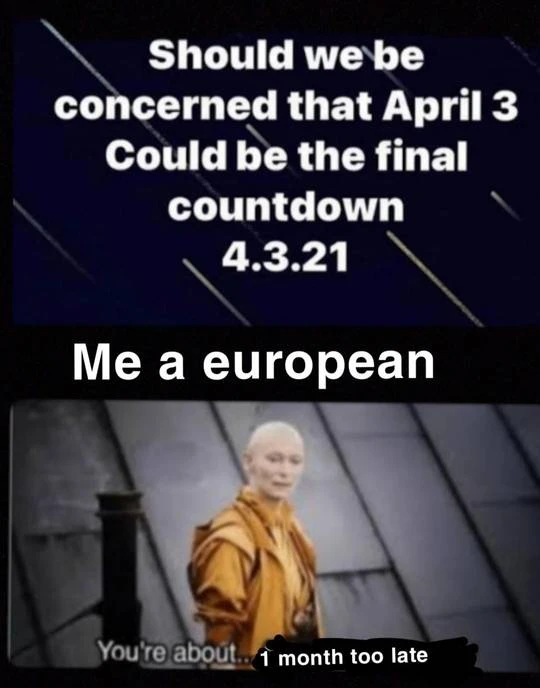 Should we be
concerned that April 3
Could be the final
countdown
4.3.21
Me a european
You're about.. 1 month too late